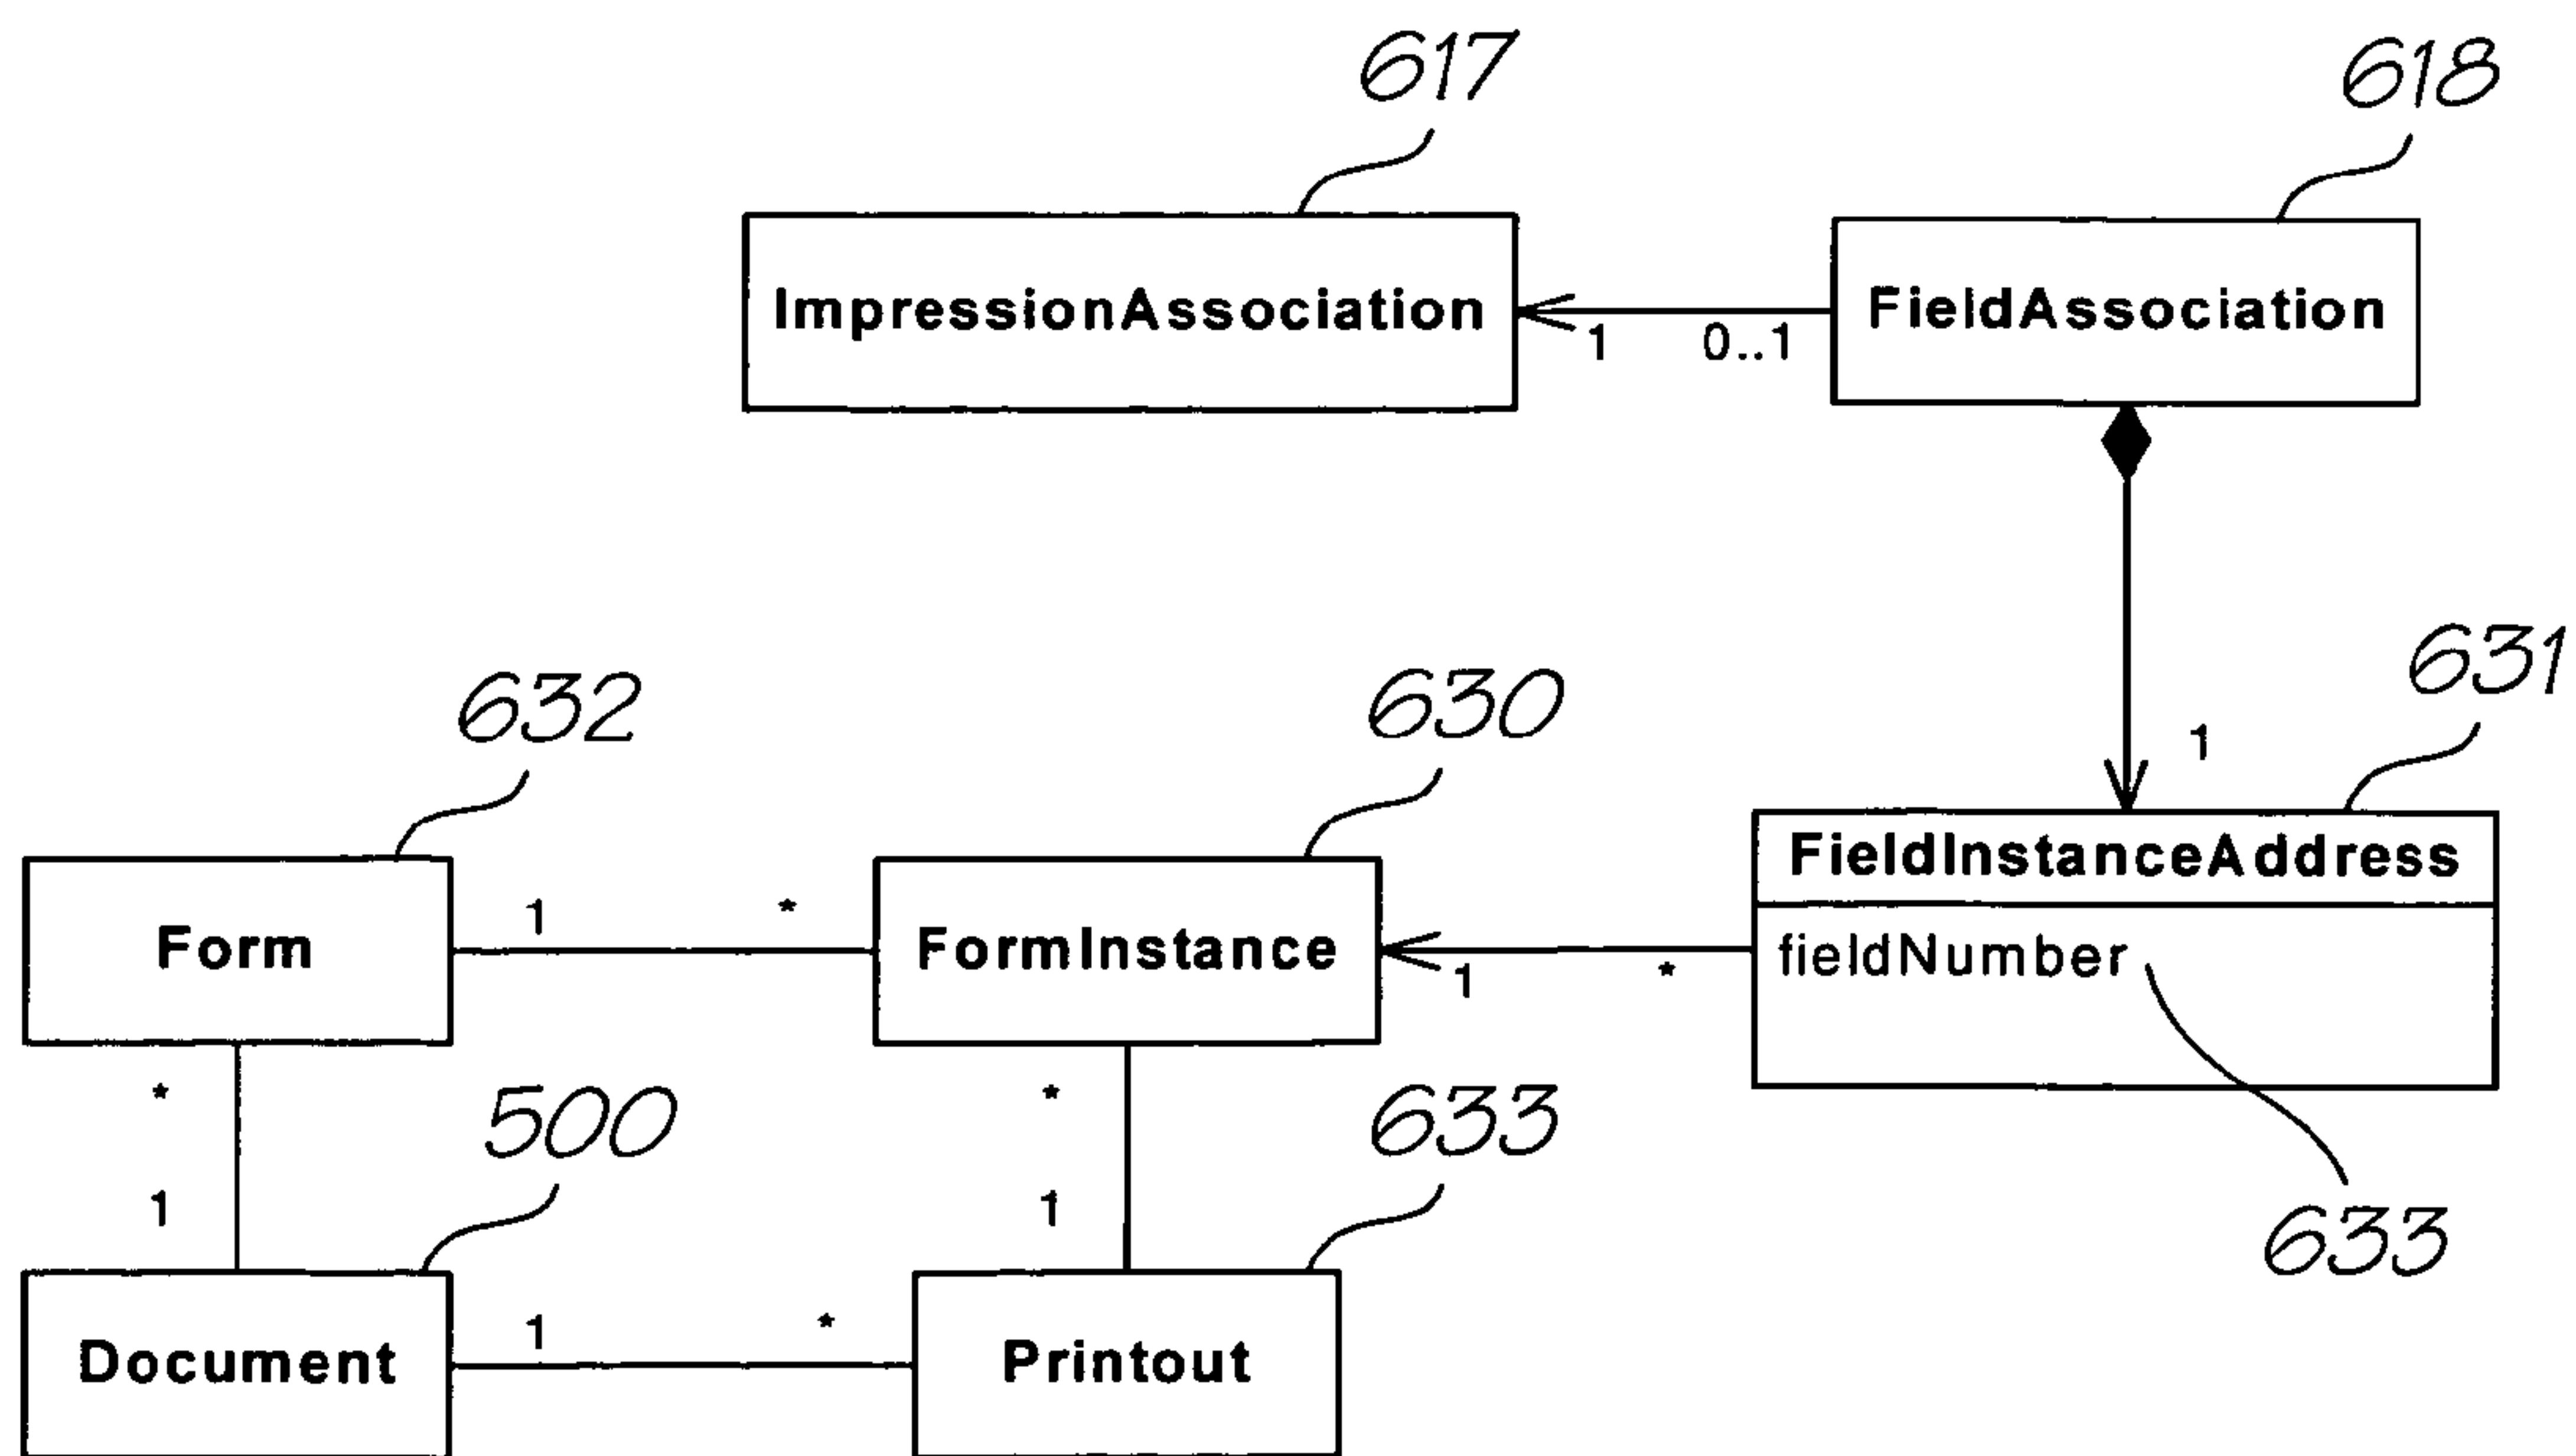 617
618
ImpressionAssociation
FieldAssociation
1
0..1
1
632
630
631
FieldInstanceAddress
fieldNumber
Form
1
*
FormInstance
1
*
*
1
500
*
1
633
633
Document
1
*
Printout